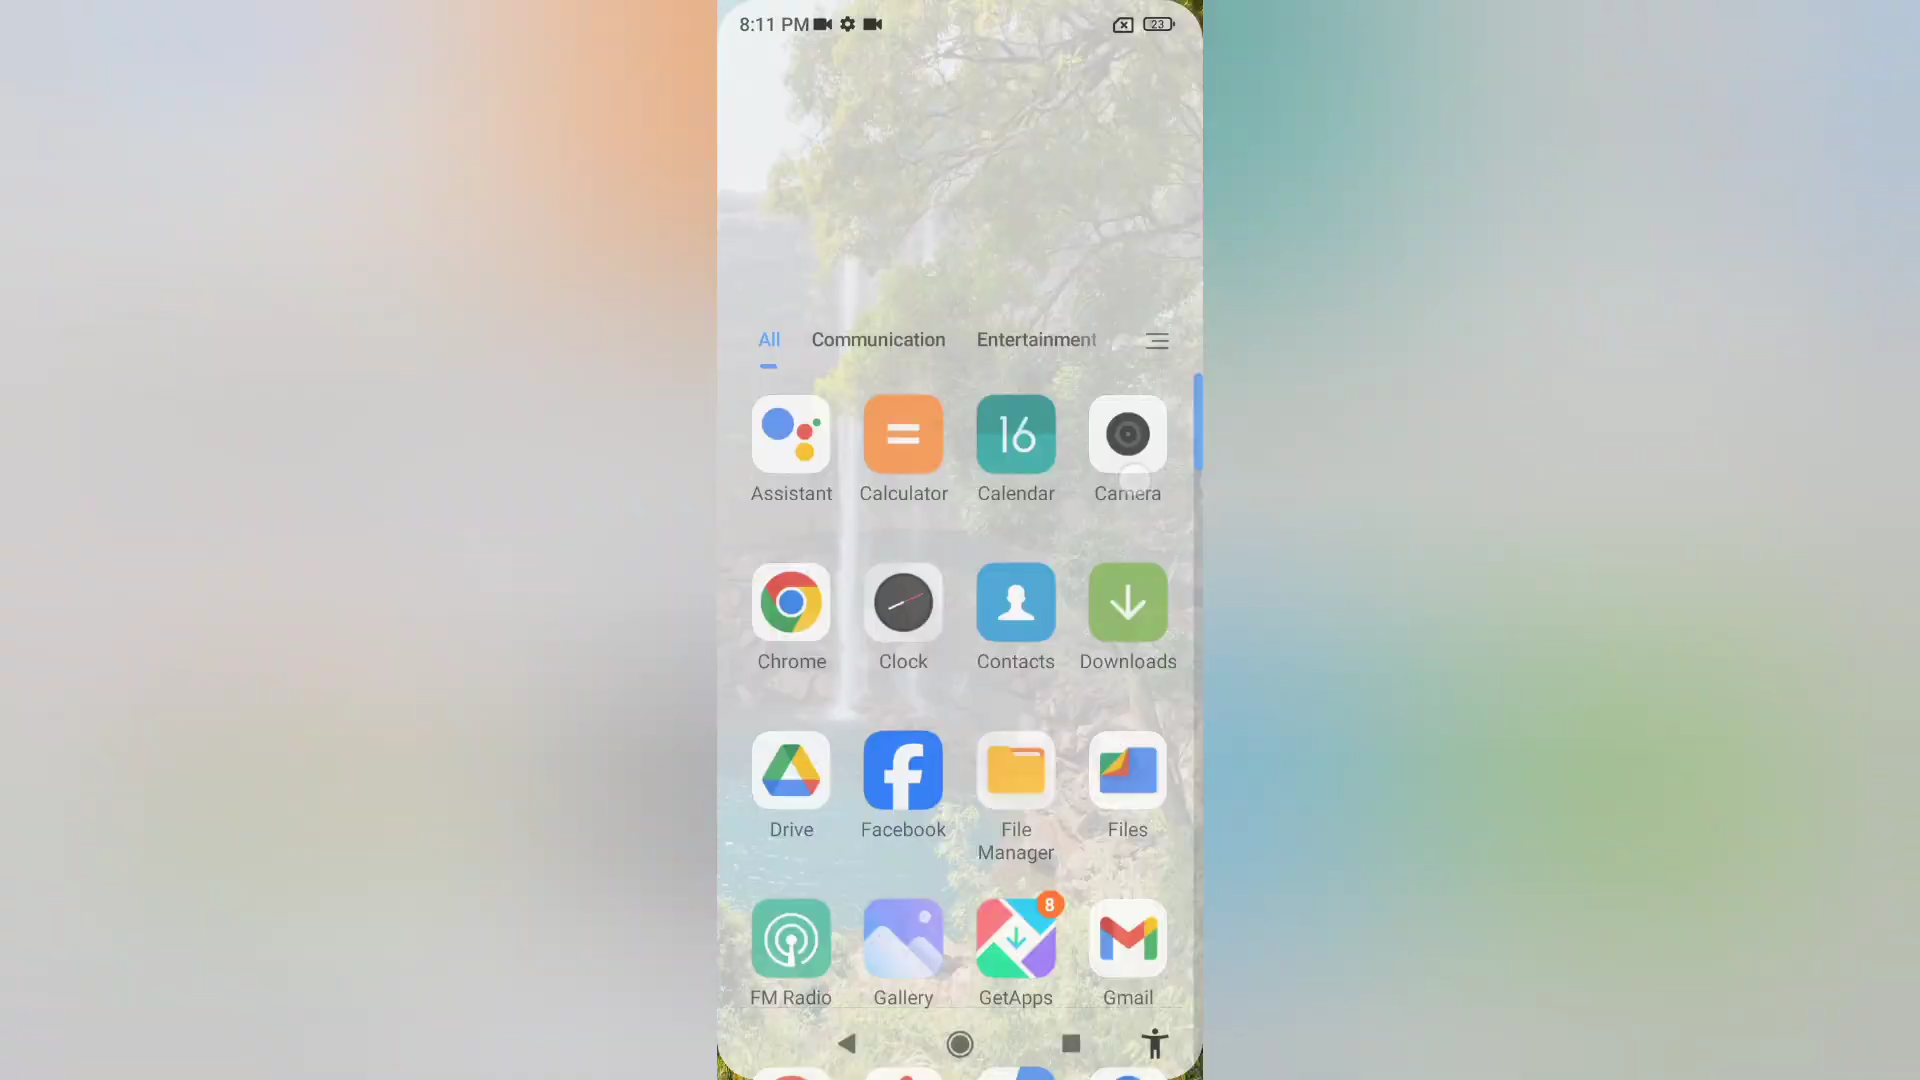 8:11 PM
23
All Communication Entertainment
16
Assistant Calculator Calendar Camera
Chrome Clock Contacts Downloads
Drive Facebook File Manager Files
8
FM Radio Gallery GetApps Gmail